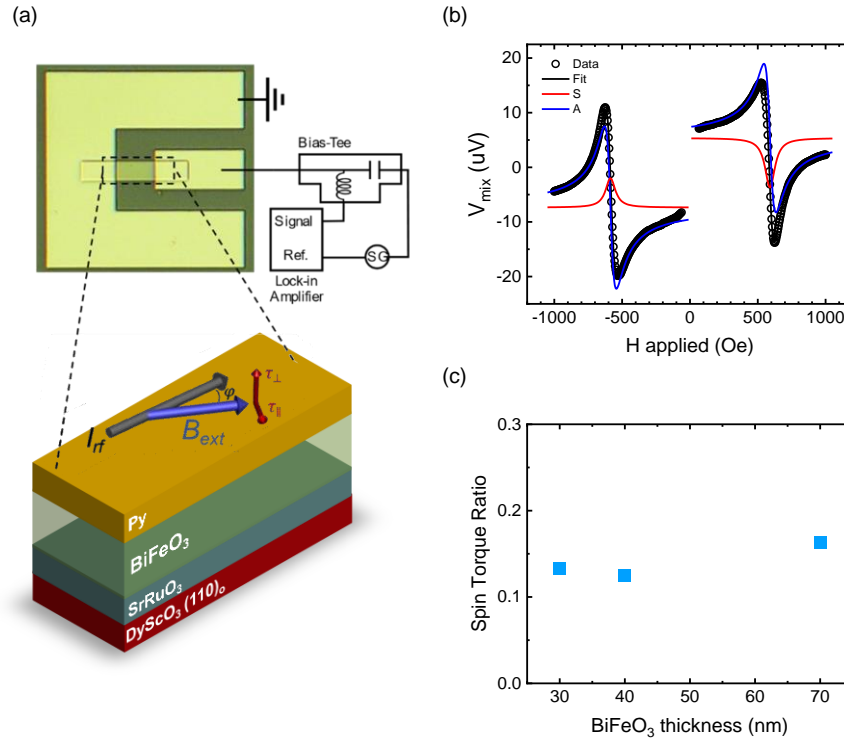 (a)
Bias-Tee
Signal
Ref.
SG
Lock-in
Amplifier
τ⊥
φ
τ∥
I_rf
B_ext
Py
BiFeO₃
SrRuO₃
DyScO₃ (110)ₒ
(b)
V_mix (uV)
20
10
0
-10
-20
Data
Fit
S
A
-1000 -500 0 500 1000
H applied (Oe)
(c)
Spin Torque Ratio
0.3
0.2
0.1
0.0
30 40 50 60 70
BiFeO₃ thickness (nm)